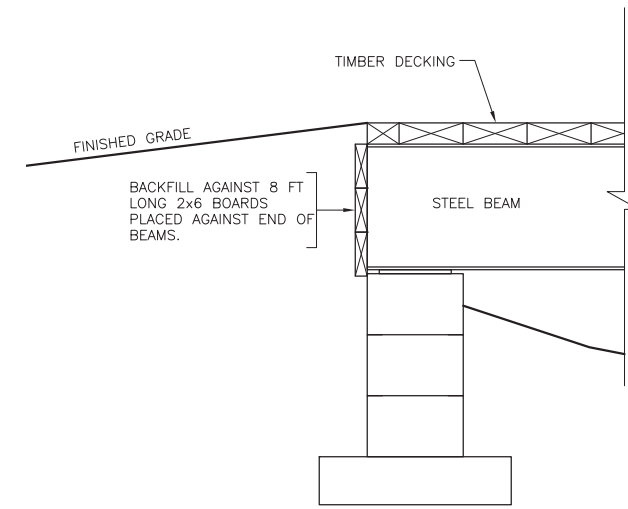 TIMBER DECKING
FINISHED GRADE
BACKFILL AGAINST 8 FT
LONG 2x6 BOARDS
PLACED AGAINST END OF
BEAMS.
STEEL BEAM